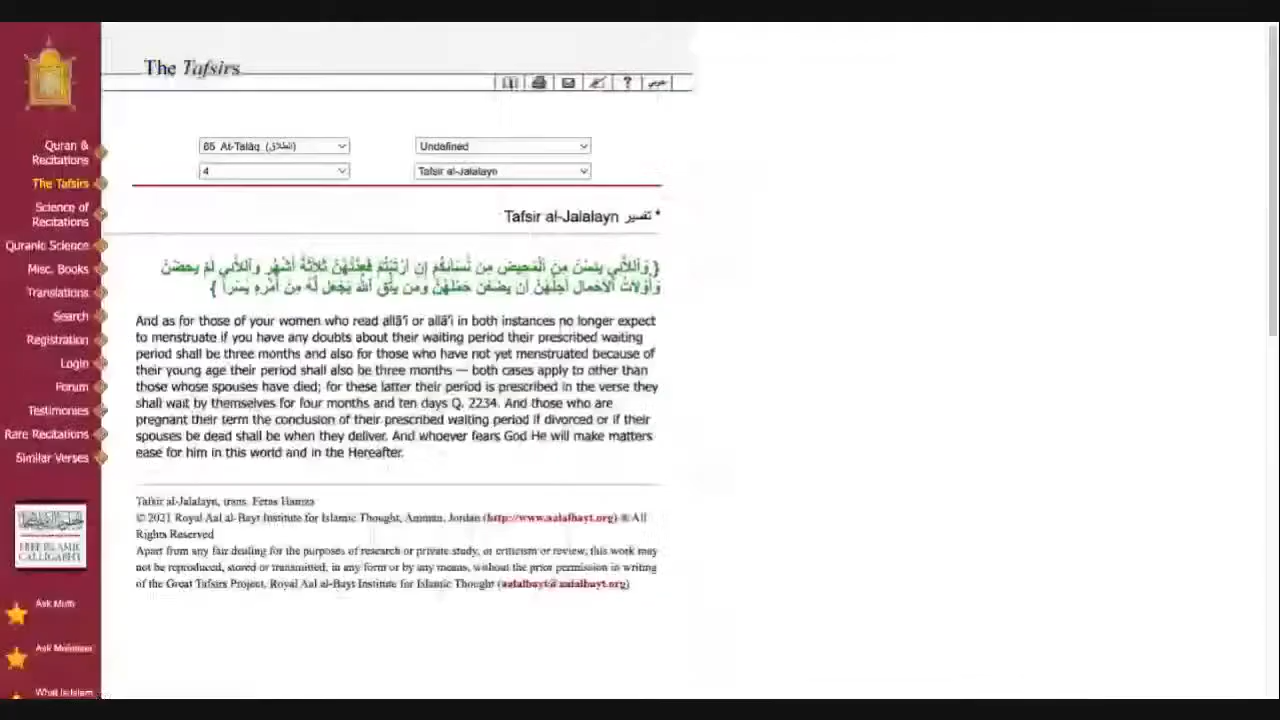 The Tafsirs
Quran &
Recitations
The Tafsirs
Science of
Recitations
Quranic Science
Misc. Books
Translations
Search
Registration
Login
Forum
Testimonies
Rare Recitations
Similar Verses
FREE ISLAMIC
CALLIGRAPHY
Ask Mufti
Ask Muslimer
What is Islam
?
عربي
65 At-Talāq (الطلاق)
Undefined
4
Tafsir al-Jalalayn
Tafsir al-Jalalayn تفسير *
{ وَٱللاَّئِي يَئِسْنَ مِنَ ٱلْمَحِيضِ مِن نِّسَآئِكُمْ إِنِ ٱرْتَبْتُمْ فَعِدَّتُهُنَّ ثَلاَثَةُ أَشْهُرٍ وَٱللاَّئِي لَمْ يَحِضْنَ
وَأُوْلاَتُ ٱلأَحْمَالِ أَجَلُهُنَّ أَن يَضَعْنَ حَمْلَهُنَّ وَمَن يَتَّقِ ٱللَّهَ يَجْعَل لَّهُ مِنْ أَمْرِهِ يُسْراً }
And as for those of your women who read allā'ī or allā'i in both instances no longer expect
to menstruate if you have any doubts about their waiting period their prescribed waiting
period shall be three months and also for those who have not yet menstruated because of
their young age their period shall also be three months — both cases apply to other than
those whose spouses have died; for these latter their period is prescribed in the verse they
shall wait by themselves for four months and ten days Q. 2234. And those who are
pregnant their term the conclusion of their prescribed waiting period if divorced or if their
spouses be dead shall be when they deliver. And whoever fears God He will make matters
ease for him in this world and in the Hereafter.
Tafsir al-Jalalayn, trans. Feras Hamza
© 2021 Royal Aal al-Bayt Institute for Islamic Thought, Amman, Jordan (http://www.aalalbayt.org) ® All
Rights Reserved
Apart from any fair dealing for the purposes of research or private study, or criticism or review, this work may
not be reproduced, stored or transmitted, in any form or by any means, without the prior permission in writing
of the Great Tafsirs Project, Royal Aal al-Bayt Institute for Islamic Thought (aalalbayt@aalalbayt.org)